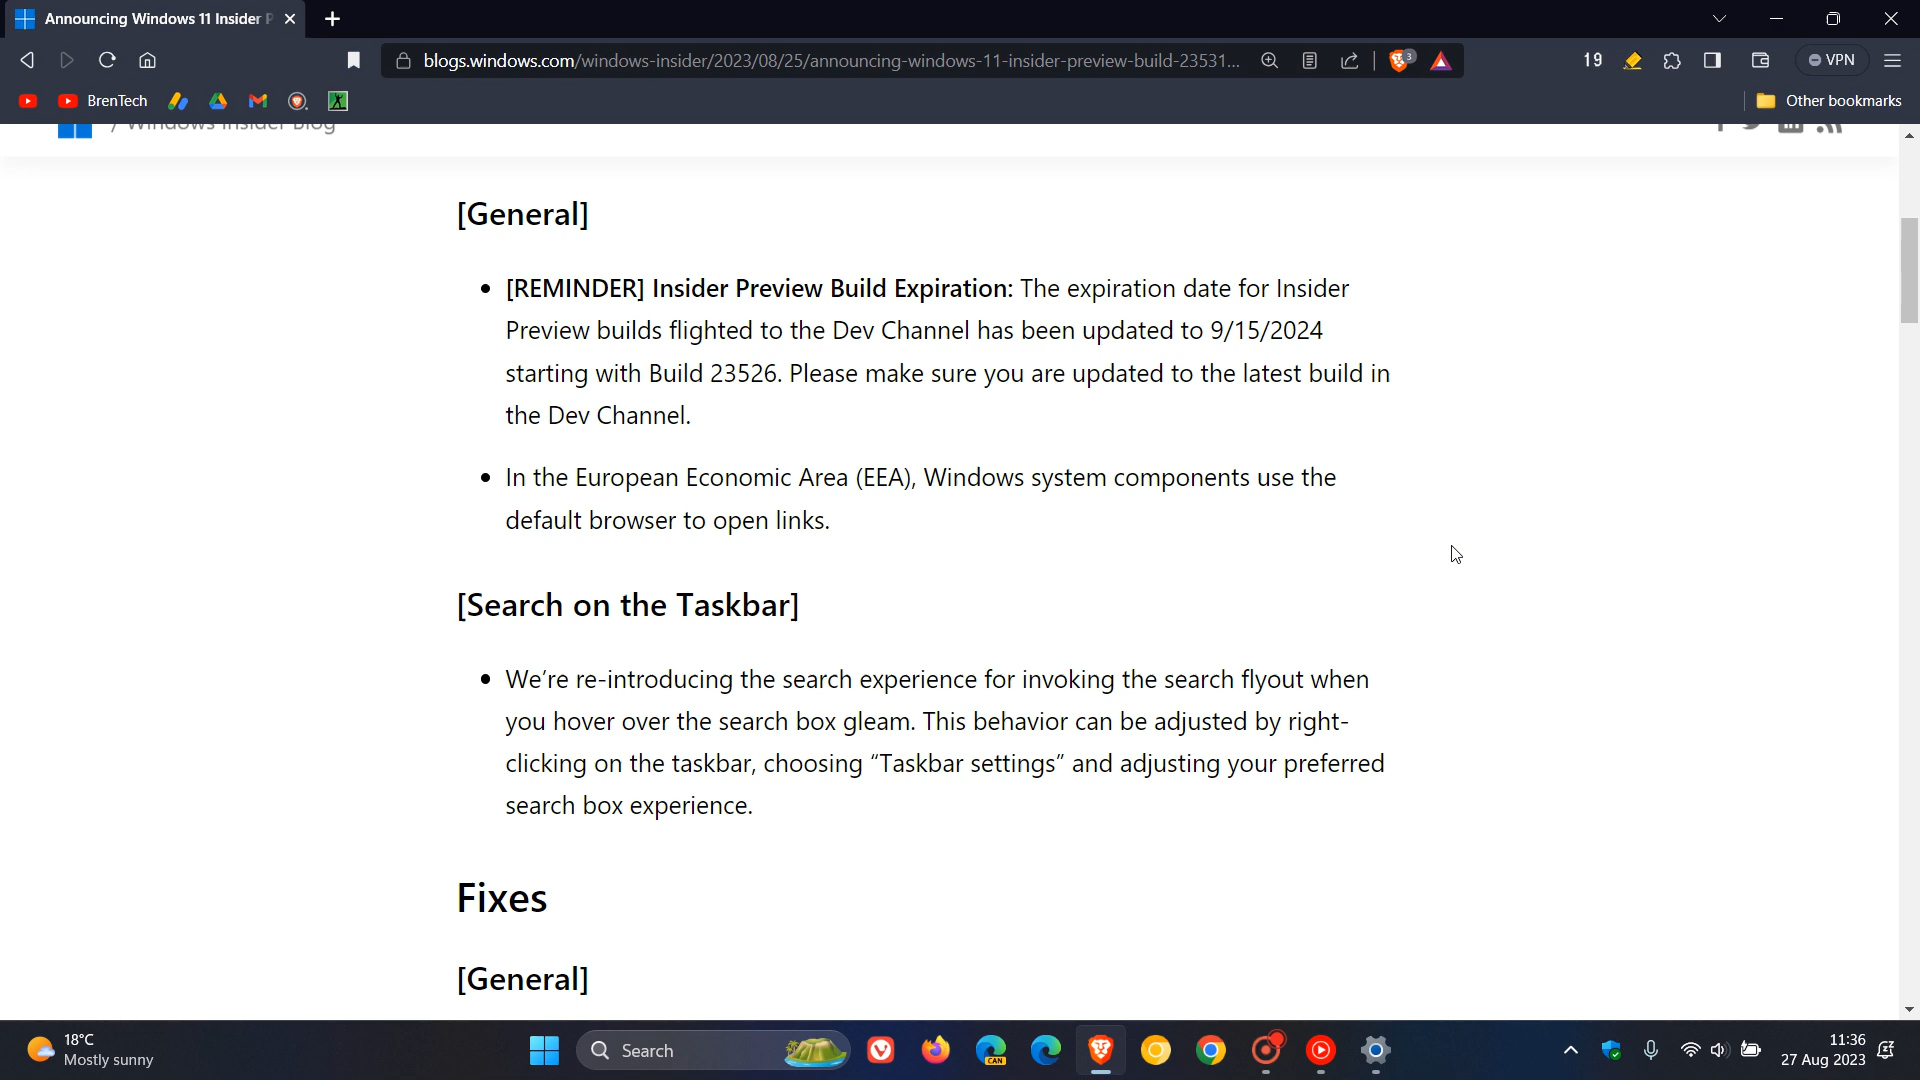 Announcing Windows 11 Insider P
blogs.windows.com/windows-insider/2023/08/25/announcing-windows-11-insider-preview-build-23531...
3
19
VPN
BrenTech
Other bookmarks
/ Windows Insider Blog
[General]
• [REMINDER] Insider Preview Build Expiration: The expiration date for Insider
Preview builds flighted to the Dev Channel has been updated to 9/15/2024
starting with Build 23526. Please make sure you are updated to the latest build in
the Dev Channel.
• In the European Economic Area (EEA), Windows system components use the
default browser to open links.
[Search on the Taskbar]
• We’re re-introducing the search experience for invoking the search flyout when
you hover over the search box gleam. This behavior can be adjusted by right-
clicking on the taskbar, choosing “Taskbar settings” and adjusting your preferred
search box experience.
Fixes
[General]
18°C
Mostly sunny
Search
CAN
11:36
27 Aug 2023